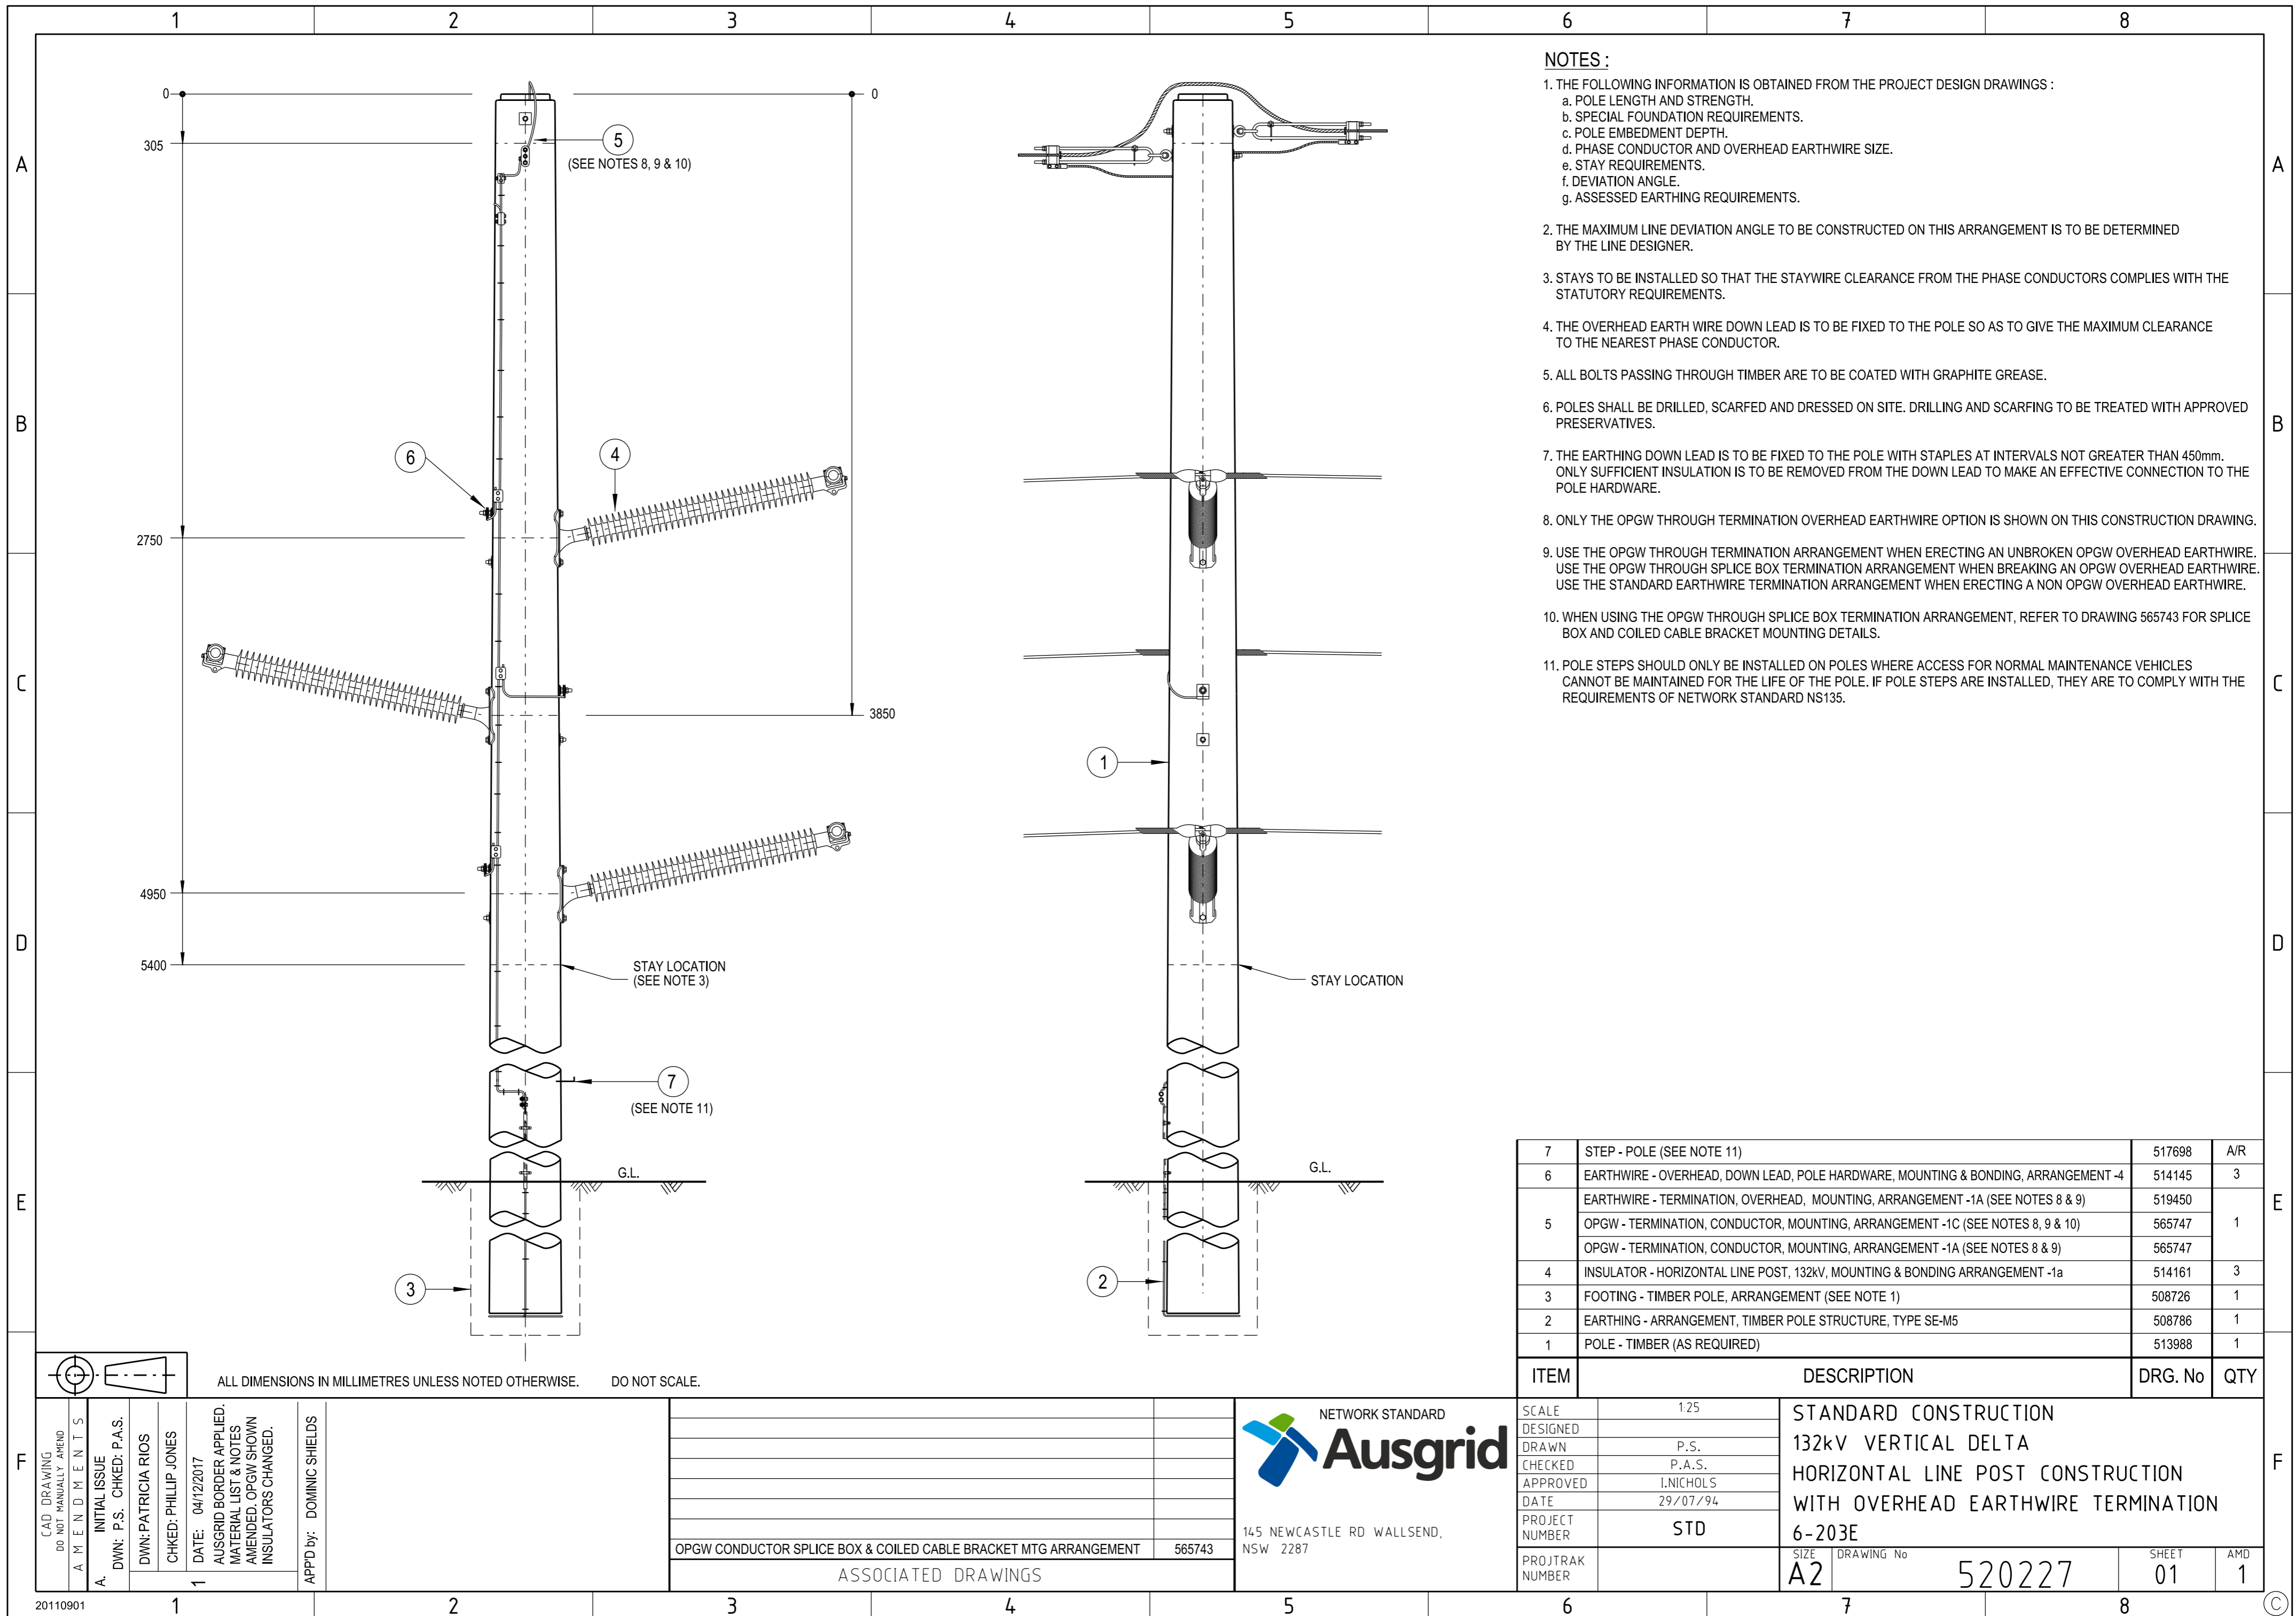 1 2 3 4 5 6 7 8
A
B
C
D
E
F
A
B
C
D
E
F
0
305
2750
4950
5400
0
3850
5
(SEE NOTES 8, 9 & 10)
6
4
STAY LOCATION
(SEE NOTE 3)
7
(SEE NOTE 11)
G.L.
3
1
STAY LOCATION
G.L.
2
NOTES :
1. THE FOLLOWING INFORMATION IS OBTAINED FROM THE PROJECT DESIGN DRAWINGS :
a. POLE LENGTH AND STRENGTH.
b. SPECIAL FOUNDATION REQUIREMENTS.
c. POLE EMBEDMENT DEPTH.
d. PHASE CONDUCTOR AND OVERHEAD EARTHWIRE SIZE.
e. STAY REQUIREMENTS.
f. DEVIATION ANGLE.
g. ASSESSED EARTHING REQUIREMENTS.
2. THE MAXIMUM LINE DEVIATION ANGLE TO BE CONSTRUCTED ON THIS ARRANGEMENT IS TO BE DETERMINED
BY THE LINE DESIGNER.
3. STAYS TO BE INSTALLED SO THAT THE STAYWIRE CLEARANCE FROM THE PHASE CONDUCTORS COMPLIES WITH THE
STATUTORY REQUIREMENTS.
4. THE OVERHEAD EARTH WIRE DOWN LEAD IS TO BE FIXED TO THE POLE SO AS TO GIVE THE MAXIMUM CLEARANCE
TO THE NEAREST PHASE CONDUCTOR.
5. ALL BOLTS PASSING THROUGH TIMBER ARE TO BE COATED WITH GRAPHITE GREASE.
6. POLES SHALL BE DRILLED, SCARFED AND DRESSED ON SITE. DRILLING AND SCARFING TO BE TREATED WITH APPROVED
PRESERVATIVES.
7. THE EARTHING DOWN LEAD IS TO BE FIXED TO THE POLE WITH STAPLES AT INTERVALS NOT GREATER THAN 450mm.
ONLY SUFFICIENT INSULATION IS TO BE REMOVED FROM THE DOWN LEAD TO MAKE AN EFFECTIVE CONNECTION TO THE
POLE HARDWARE.
8. ONLY THE OPGW THROUGH TERMINATION OVERHEAD EARTHWIRE OPTION IS SHOWN ON THIS CONSTRUCTION DRAWING.
9. USE THE OPGW THROUGH TERMINATION ARRANGEMENT WHEN ERECTING AN UNBROKEN OPGW OVERHEAD EARTHWIRE.
USE THE OPGW THROUGH SPLICE BOX TERMINATION ARRANGEMENT WHEN BREAKING AN OPGW OVERHEAD EARTHWIRE.
USE THE STANDARD EARTHWIRE TERMINATION ARRANGEMENT WHEN ERECTING A NON OPGW OVERHEAD EARTHWIRE.
10. WHEN USING THE OPGW THROUGH SPLICE BOX TERMINATION ARRANGEMENT, REFER TO DRAWING 565743 FOR SPLICE
BOX AND COILED CABLE BRACKET MOUNTING DETAILS.
11. POLE STEPS SHOULD ONLY BE INSTALLED ON POLES WHERE ACCESS FOR NORMAL MAINTENANCE VEHICLES
CANNOT BE MAINTAINED FOR THE LIFE OF THE POLE. IF POLE STEPS ARE INSTALLED, THEY ARE TO COMPLY WITH THE
REQUIREMENTS OF NETWORK STANDARD NS135.
7 STEP - POLE (SEE NOTE 11) 517698 A/R
6 EARTHWIRE - OVERHEAD, DOWN LEAD, POLE HARDWARE, MOUNTING & BONDING, ARRANGEMENT -4 514145 3
EARTHWIRE - TERMINATION, OVERHEAD, MOUNTING, ARRANGEMENT -1A (SEE NOTES 8 & 9) 519450
5 OPGW - TERMINATION, CONDUCTOR, MOUNTING, ARRANGEMENT -1C (SEE NOTES 8, 9 & 10) 565747 1
OPGW - TERMINATION, CONDUCTOR, MOUNTING, ARRANGEMENT -1A (SEE NOTES 8 & 9) 565747
4 INSULATOR - HORIZONTAL LINE POST, 132kV, MOUNTING & BONDING ARRANGEMENT -1a 514161 3
3 FOOTING - TIMBER POLE, ARRANGEMENT (SEE NOTE 1) 508726 1
2 EARTHING - ARRANGEMENT, TIMBER POLE STRUCTURE, TYPE SE-M5 508786 1
1 POLE - TIMBER (AS REQUIRED) 513988 1
ITEM DESCRIPTION DRG. No QTY
ALL DIMENSIONS IN MILLIMETRES UNLESS NOTED OTHERWISE. DO NOT SCALE.
CAD DRAWING
DO NOT MANUALLY AMEND
AMENDMENTS
A. INITIAL ISSUE
DWN: P.S. CHKED: P.A.S.
1
DWN: PATRICIA RIOS
CHKED: PHILLIP JONES
DATE: 04/12/2017
AUSGRID BORDER APPLIED.
MATERIAL LIST & NOTES
AMENDED. OPGW SHOWN
INSULATORS CHANGED.
APP'D by: DOMINIC SHIELDS
OPGW CONDUCTOR SPLICE BOX & COILED CABLE BRACKET MTG ARRANGEMENT 565743
ASSOCIATED DRAWINGS
NETWORK STANDARD
Ausgrid
145 NEWCASTLE RD WALLSEND,
NSW 2287
SCALE 1:25
DESIGNED
DRAWN P.S.
CHECKED P.A.S.
APPROVED I.NICHOLS
DATE 29/07/94
PROJECT NUMBER STD
PROJTRAK NUMBER
STANDARD CONSTRUCTION
132kV VERTICAL DELTA
HORIZONTAL LINE POST CONSTRUCTION
WITH OVERHEAD EARTHWIRE TERMINATION
6-203E
SIZE A2
DRAWING No 520227
SHEET 01
AMD 1
20110901
1 2 3 4 5 6 7 8
©